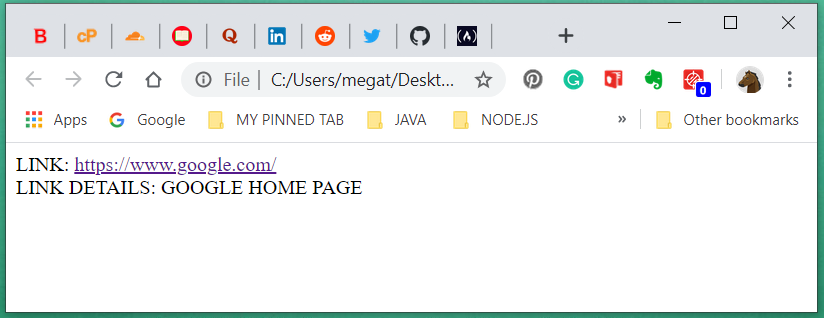 B cP Q in (A)
File C:/Users/megat/Deskt...
0
Apps Google MY PINNED TAB JAVA NODE.JS » Other bookmarks
LINK: https://www.google.com/
LINK DETAILS: GOOGLE HOME PAGE